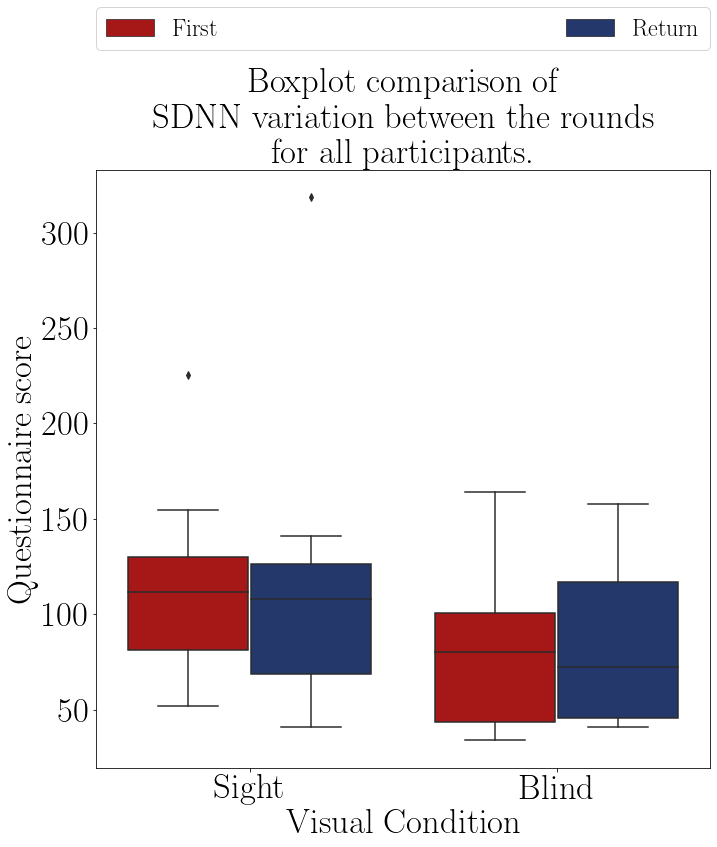 First Return
Boxplot comparison of
SDNN variation between the rounds
for all participants.
300
250
200
150
100
50
Questionnaire score
Sight Blind
Visual Condition